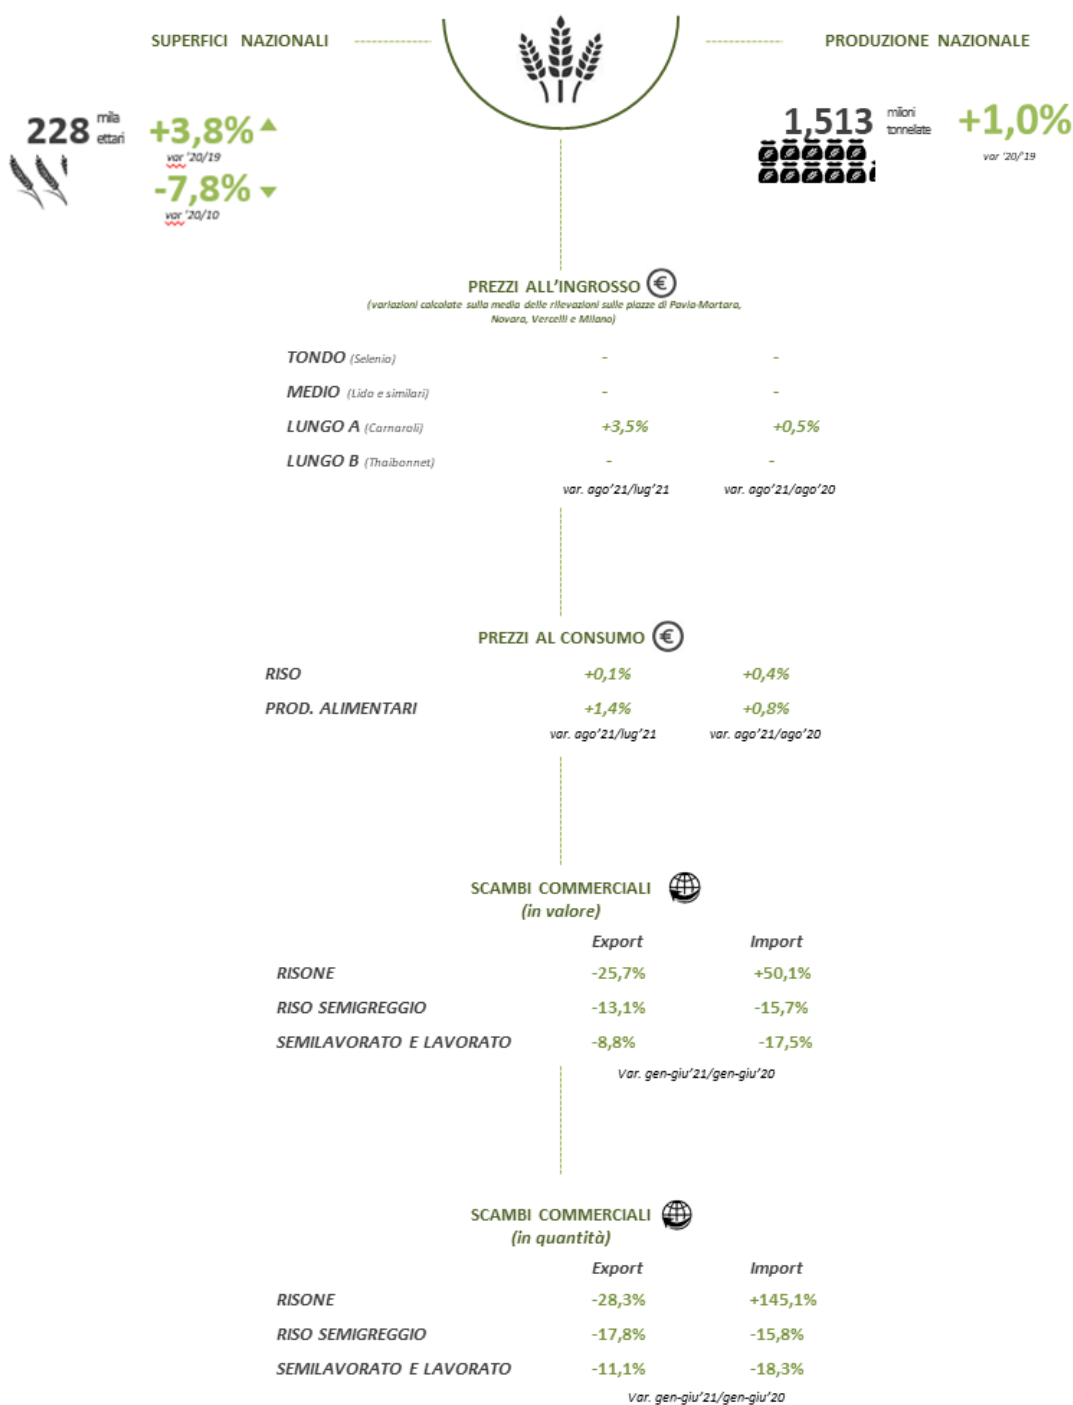 SUPERFICI NAZIONALI
PRODUZIONE NAZIONALE
228 mila ettari +3,8%
var '20/19
-7,8%
var '20/10
1,513 milioni tonnelate +1,0%
var '20/'19
PREZZI ALL'INGROSSO €
(variazioni calcolate sulla media delle rilevazioni sulle piazze di Pavia-Mortara,
Novara, Vercelli e Milano)
TONDO (Selenio) - -
MEDIO (Lido e similari) - -
LUNGO A (Carnaroli) +3,5% +0,5%
LUNGO B (Thaibonnet) - -
var. ago'21/lug'21 var. ago'21/ago'20
PREZZI AL CONSUMO €
RISO +0,1% +0,4%
PROD. ALIMENTARI +1,4% +0,8%
var. ago'21/lug'21 var. ago'21/ago'20
SCAMBI COMMERCIALI
(in valore)
Export Import
RISONE -25,7% +50,1%
RISO SEMIGREGGIO -13,1% -15,7%
SEMILAVORATO E LAVORATO -8,8% -17,5%
Var. gen-giu'21/gen-giu'20
SCAMBI COMMERCIALI
(in quantità)
Export Import
RISONE -28,3% +145,1%
RISO SEMIGREGGIO -17,8% -15,8%
SEMILAVORATO E LAVORATO -11,1% -18,3%
Var. gen-giu'21/gen-giu'20